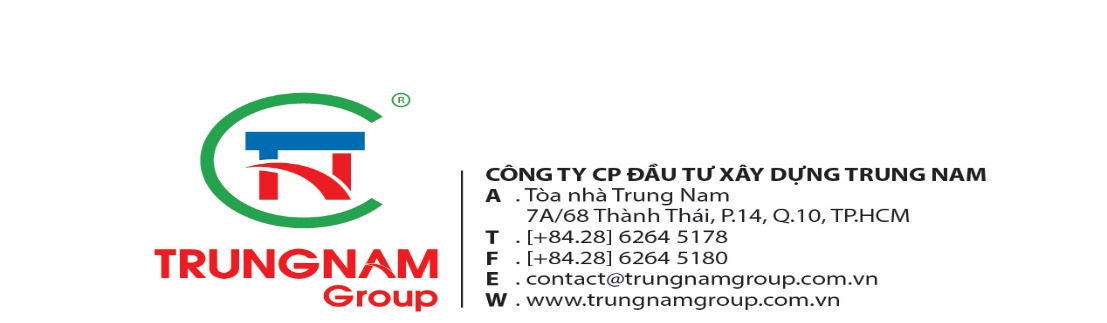 ®
TN
TRUNGNAM
Group
CÔNG TY CP ĐẦU TƯ XÂY DỰNG TRUNG NAM
A . Tòa nhà Trung Nam
7A/68 Thành Thái, P.14, Q.10, TP.HCM
T . [+84.28] 6264 5178
F . [+84.28] 6264 5180
E . contact@trungnamgroup.com.vn
W . www.trungnamgroup.com.vn